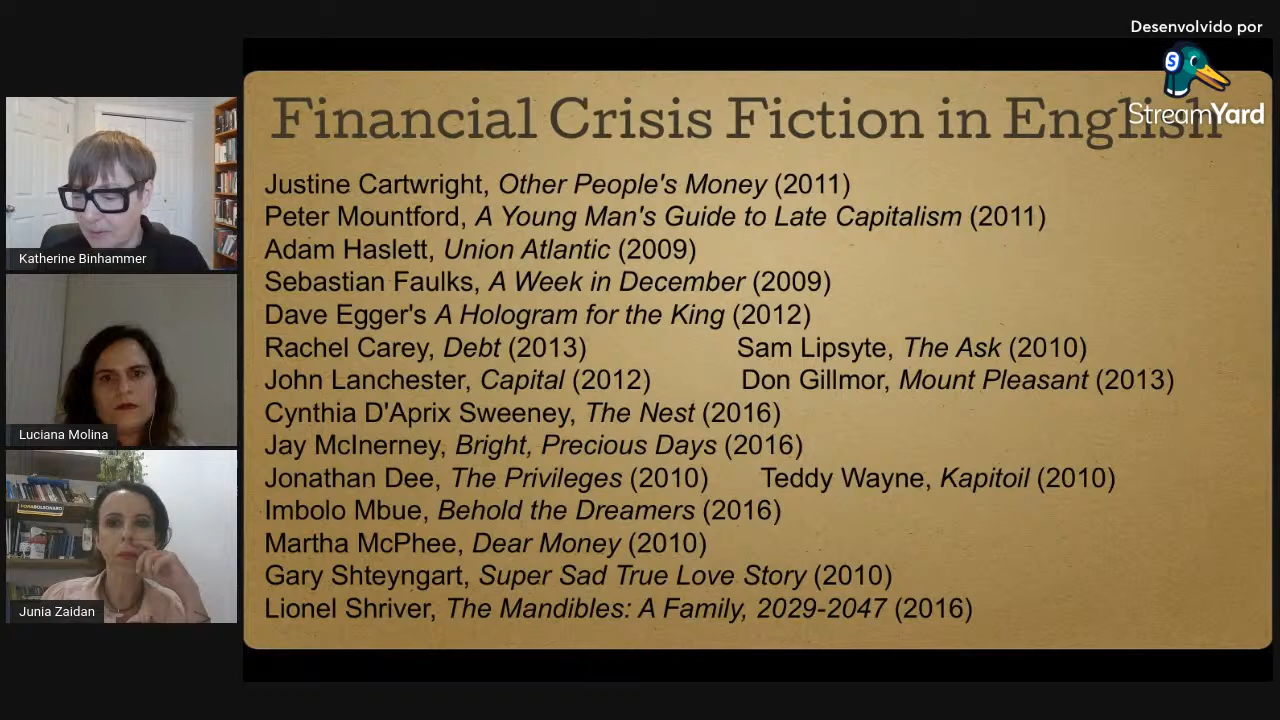 Desenvolvido por
StreamYard
Financial Crisis Fiction in English
Justine Cartwright, Other People's Money (2011)
Peter Mountford, A Young Man's Guide to Late Capitalism (2011)
Adam Haslett, Union Atlantic (2009)
Sebastian Faulks, A Week in December (2009)
Dave Egger's A Hologram for the King (2012)
Rachel Carey, Debt (2013) Sam Lipsyte, The Ask (2010)
John Lanchester, Capital (2012) Don Gillmor, Mount Pleasant (2013)
Cynthia D'Aprix Sweeney, The Nest (2016)
Jay McInerney, Bright, Precious Days (2016)
Jonathan Dee, The Privileges (2010) Teddy Wayne, Kapitoil (2010)
Imbolo Mbue, Behold the Dreamers (2016)
Martha McPhee, Dear Money (2010)
Gary Shteyngart, Super Sad True Love Story (2010)
Lionel Shriver, The Mandibles: A Family, 2029-2047 (2016)
Katherine Binhammer
Luciana Molina
Junia Zaidan